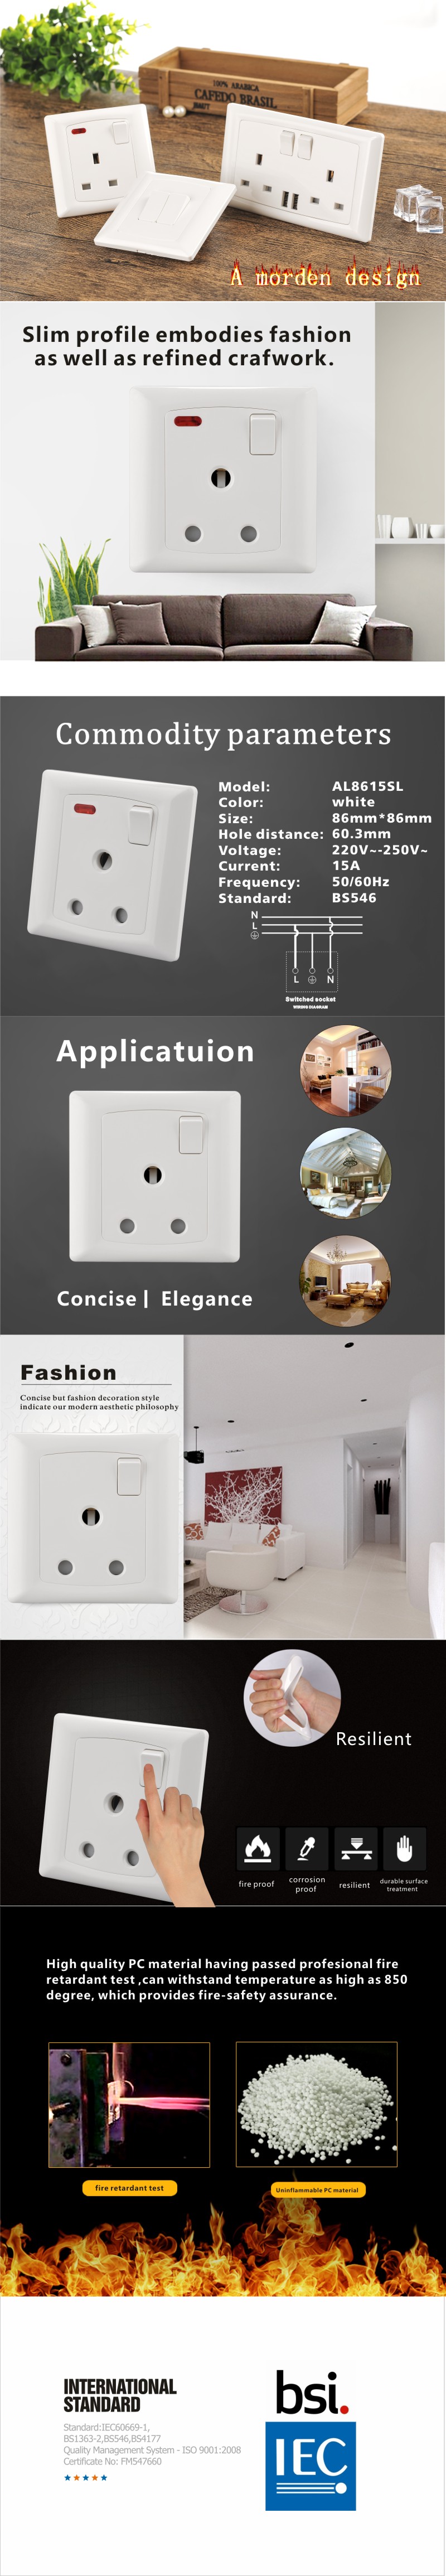 100% ARABICA
CAFEDO BRASIL
A morden design
Slim profile embodies fashion
as well as refined crafwork.
Commodity parameters
Model: AL8615SL
Color: white
Size: 86mm*86mm
Hole distance: 60.3mm
Voltage: 220V~-250V~
Current: 15A
Frequency: 50/60Hz
Standard: BS546
N
L
L N
Switched socket
WIRING DIAGRAM
Applicatuion
Concise | Elegance
Fashion
Concise but fashion decoration style
indicate our modern aesthetic philosophy
Resilient
fire proof
corrosion
proof
resilient
durable surface
treatment
High quality PC material having passed profesional fire
retardant test ,can withstand temperature as high as 850
degree, which provides fire-safety assurance.
fire retardant test
Uninflammable PC material
INTERNATIONAL
STANDARD
Standard:IEC60669-1,
BS1363-2,BS546,BS4177
Quality Management System - ISO 9001:2008
Certificate No: FM547660
bsi.
IEC